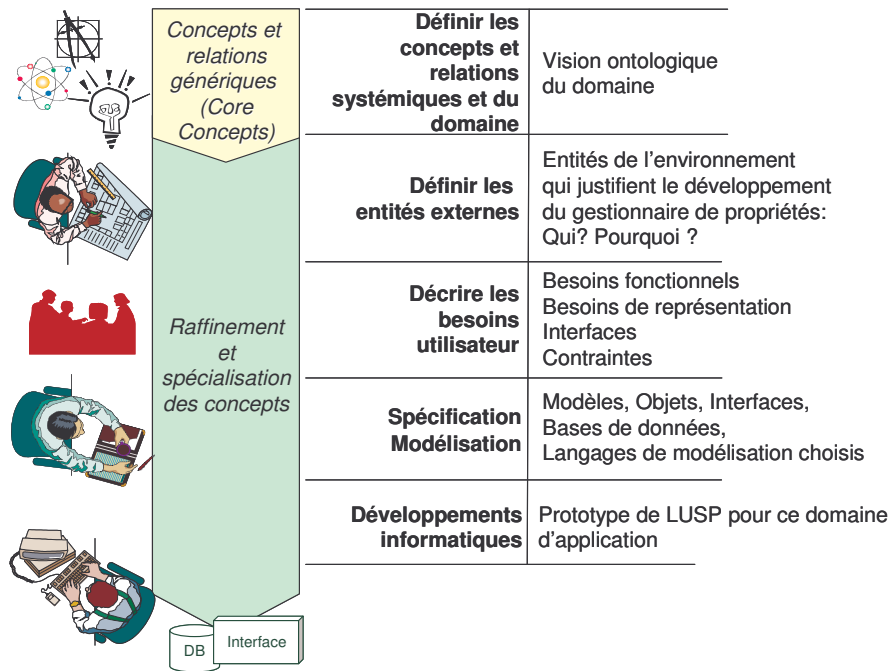 Concepts et
relations
génériques
(Core
Concepts)
Définir les
concepts et
relations
systémiques et du
domaine
Vision ontologique
du domaine
Définir les
entités externes
Entités de l'environnement
qui justifient le développement
du gestionnaire de propriétés:
Qui? Pourquoi ?
Raffinement
et
spécialisation
des concepts
Décrire les
besoins
utilisateur
Besoins fonctionnels
Besoins de représentation
Interfaces
Contraintes
Spécification
Modélisation
Modèles, Objets, Interfaces,
Bases de données,
Langages de modélisation choisis
Développements
informatiques
Prototype de LUSP pour ce domaine
d'application
DB
Interface